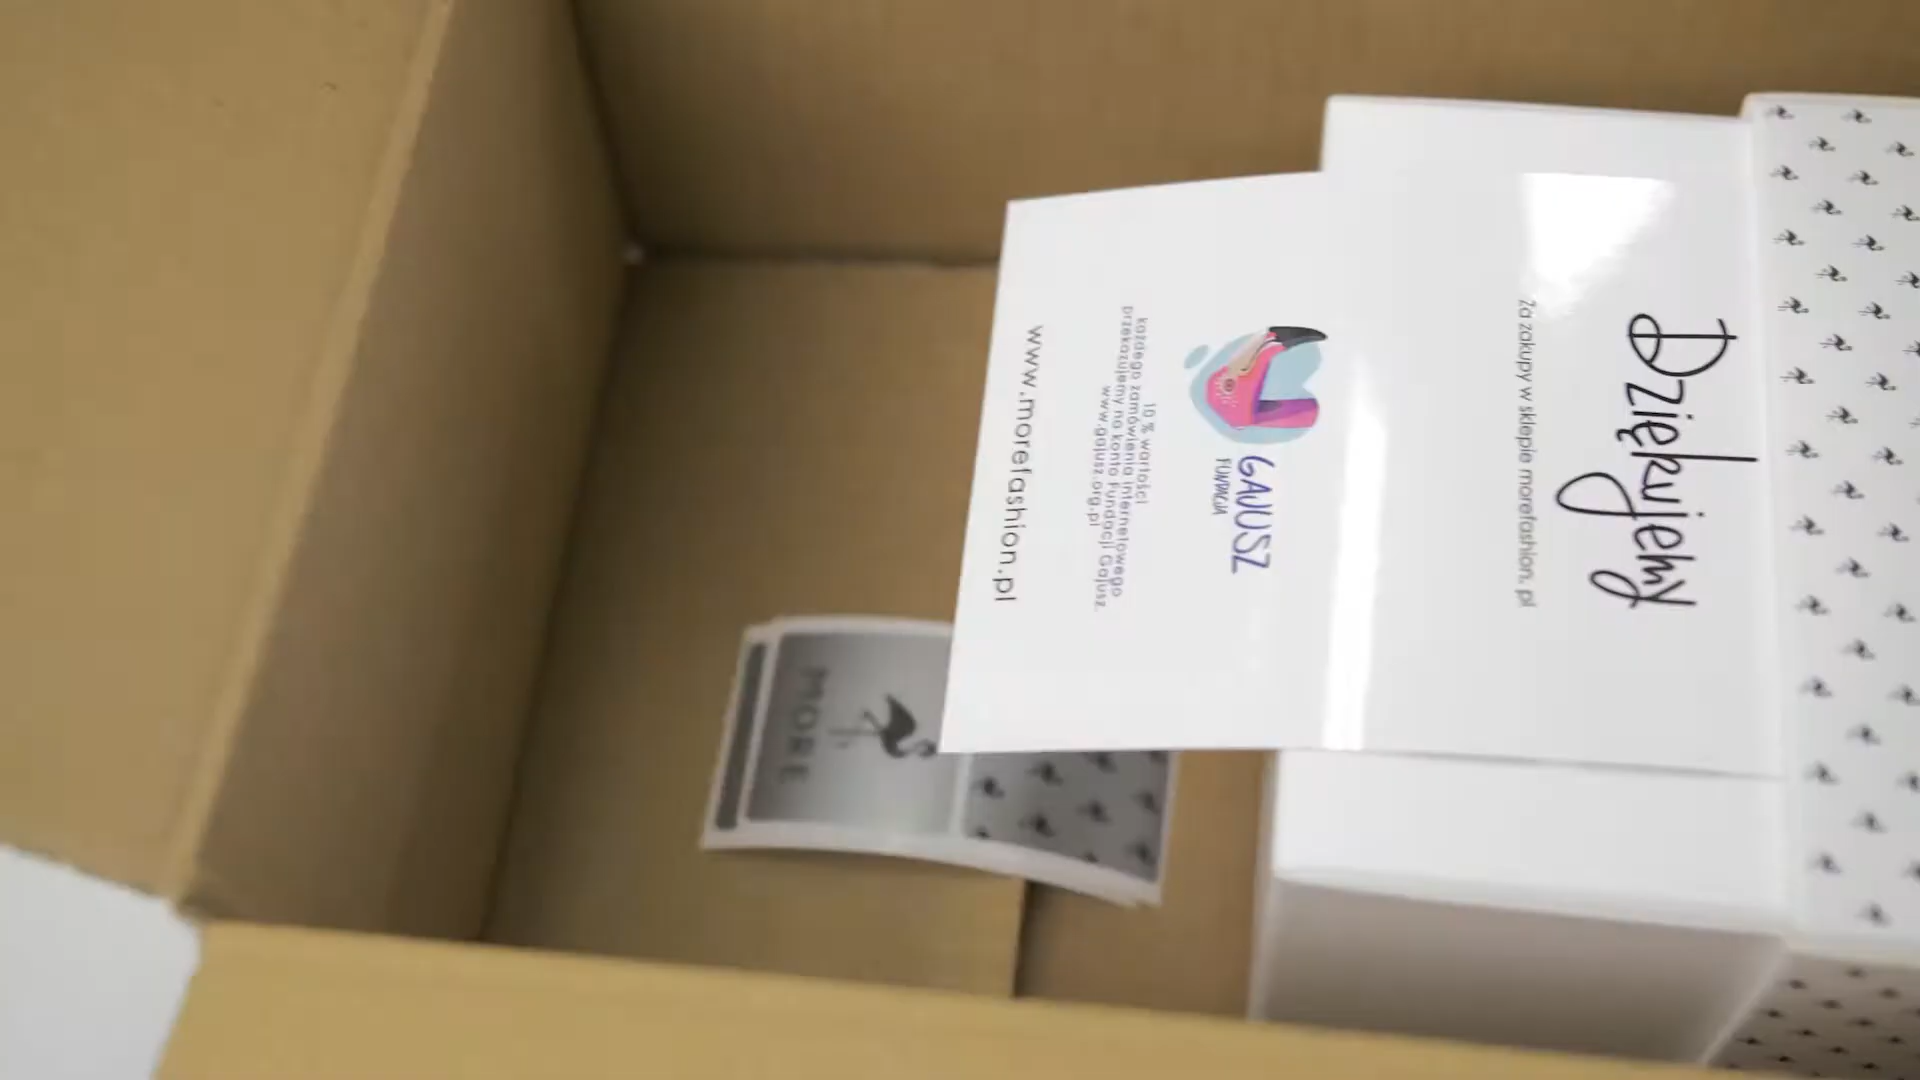 Dziękujemy
Za zakupy w sklepie morefashion.pl
GAJUSZ
FUNDACJA
10 % wartości
każdego zamówienia internetowego
przekazujemy na konto Fundacji Gajusz.
www.gajusz.org.pl
www.morefashion.pl
MORE